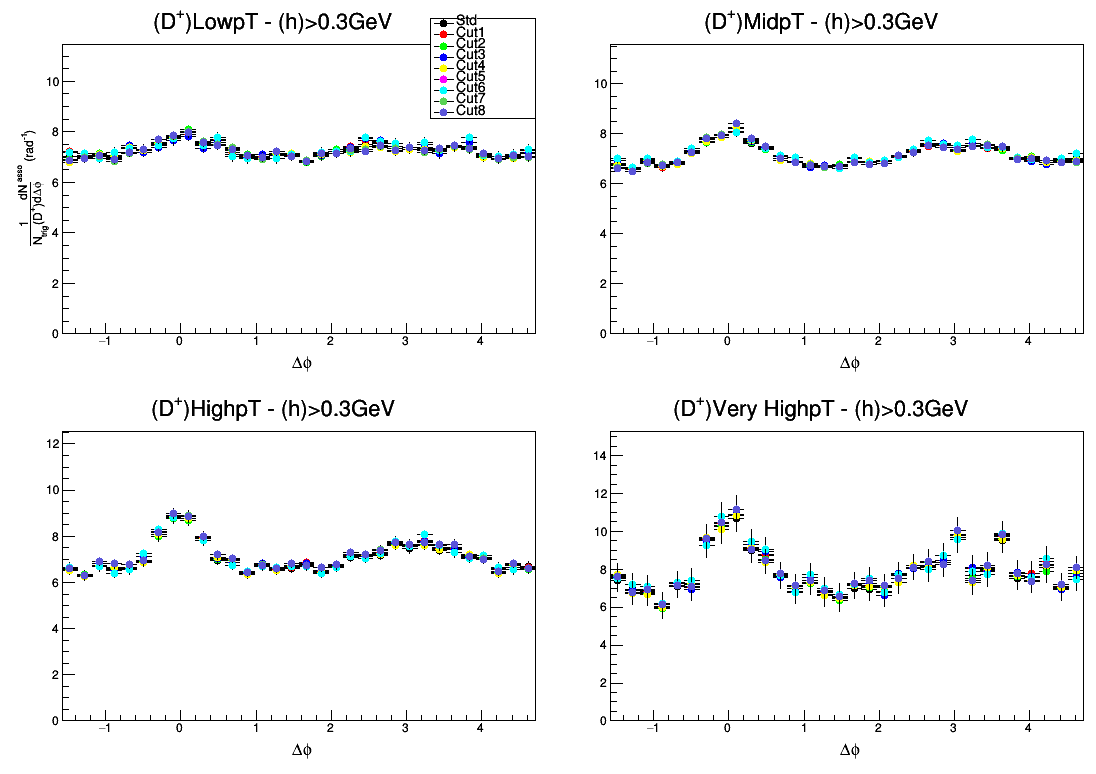 (D⁺)LowpT - (h)>0.3GeV
Std
Cut1
Cut2
Cut3
Cut4
Cut5
Cut6
Cut7
Cut8
1/N_trig(D⁺) dN^asso/dΔϕ (rad⁻¹)
10
8
6
4
2
0
−1 0 1 2 3 4
Δϕ
(D⁺)MidpT - (h)>0.3GeV
10
8
6
4
2
0
−1 0 1 2 3 4
Δϕ
(D⁺)HighpT - (h)>0.3GeV
12
10
8
6
4
2
0
−1 0 1 2 3 4
Δϕ
(D⁺)Very HighpT - (h)>0.3GeV
14
12
10
8
6
4
2
0
−1 0 1 2 3 4
Δϕ